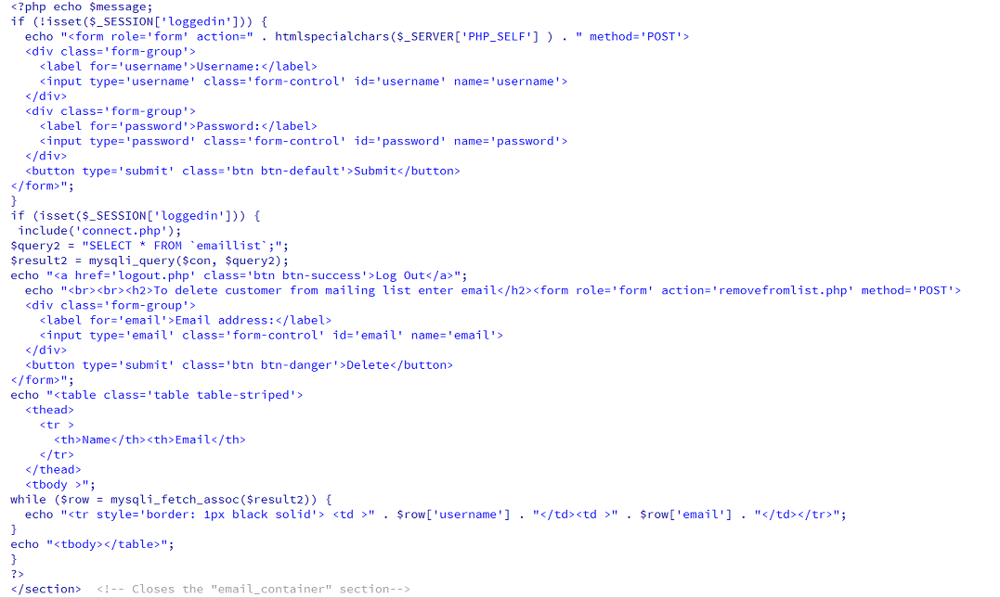 <?php echo $message;
if (!isset($_SESSION['loggedin'])) {
  echo "<form role='form' action=" . htmlspecialchars($_SERVER['PHP_SELF'] ) . " method='POST'>
  <div class='form-group'>
    <label for='username'>Username:</label>
    <input type='username' class='form-control' id='username' name='username'>
  </div>
  <div class='form-group'>
    <label for='password'>Password:</label>
    <input type='password' class='form-control' id='password' name='password'>
  </div>
  <button type='submit' class='btn btn-default'>Submit</button>
</form>";
}
if (isset($_SESSION['loggedin'])) {
 include('connect.php');
$query2 = "SELECT * FROM `emaillist`;";
$result2 = mysqli_query($con, $query2);
echo "<a href='logout.php' class='btn btn-success'>Log Out</a>";
  echo "<br><br><h2>To delete customer from mailing list enter email</h2><form role='form' action='removefromlist.php' method='POST'>
  <div class='form-group'>
    <label for='email'>Email address:</label>
    <input type='email' class='form-control' id='email' name='email'>
  </div>
  <button type='submit' class='btn btn-danger'>Delete</button>
</form>";
echo "<table class='table table-striped'>
  <thead>
    <tr >
      <th>Name</th><th>Email</th>
    </tr>
  </thead>
  <tbody >";
while ($row = mysqli_fetch_assoc($result2)) {
  echo "<tr style='border: 1px black solid'> <td >" . $row['username'] . "</td><td >" . $row['email'] . "</td></tr>";
}
echo "<tbody></table>";
}
?>
</section>  <!-- Closes the "email_container" section-->